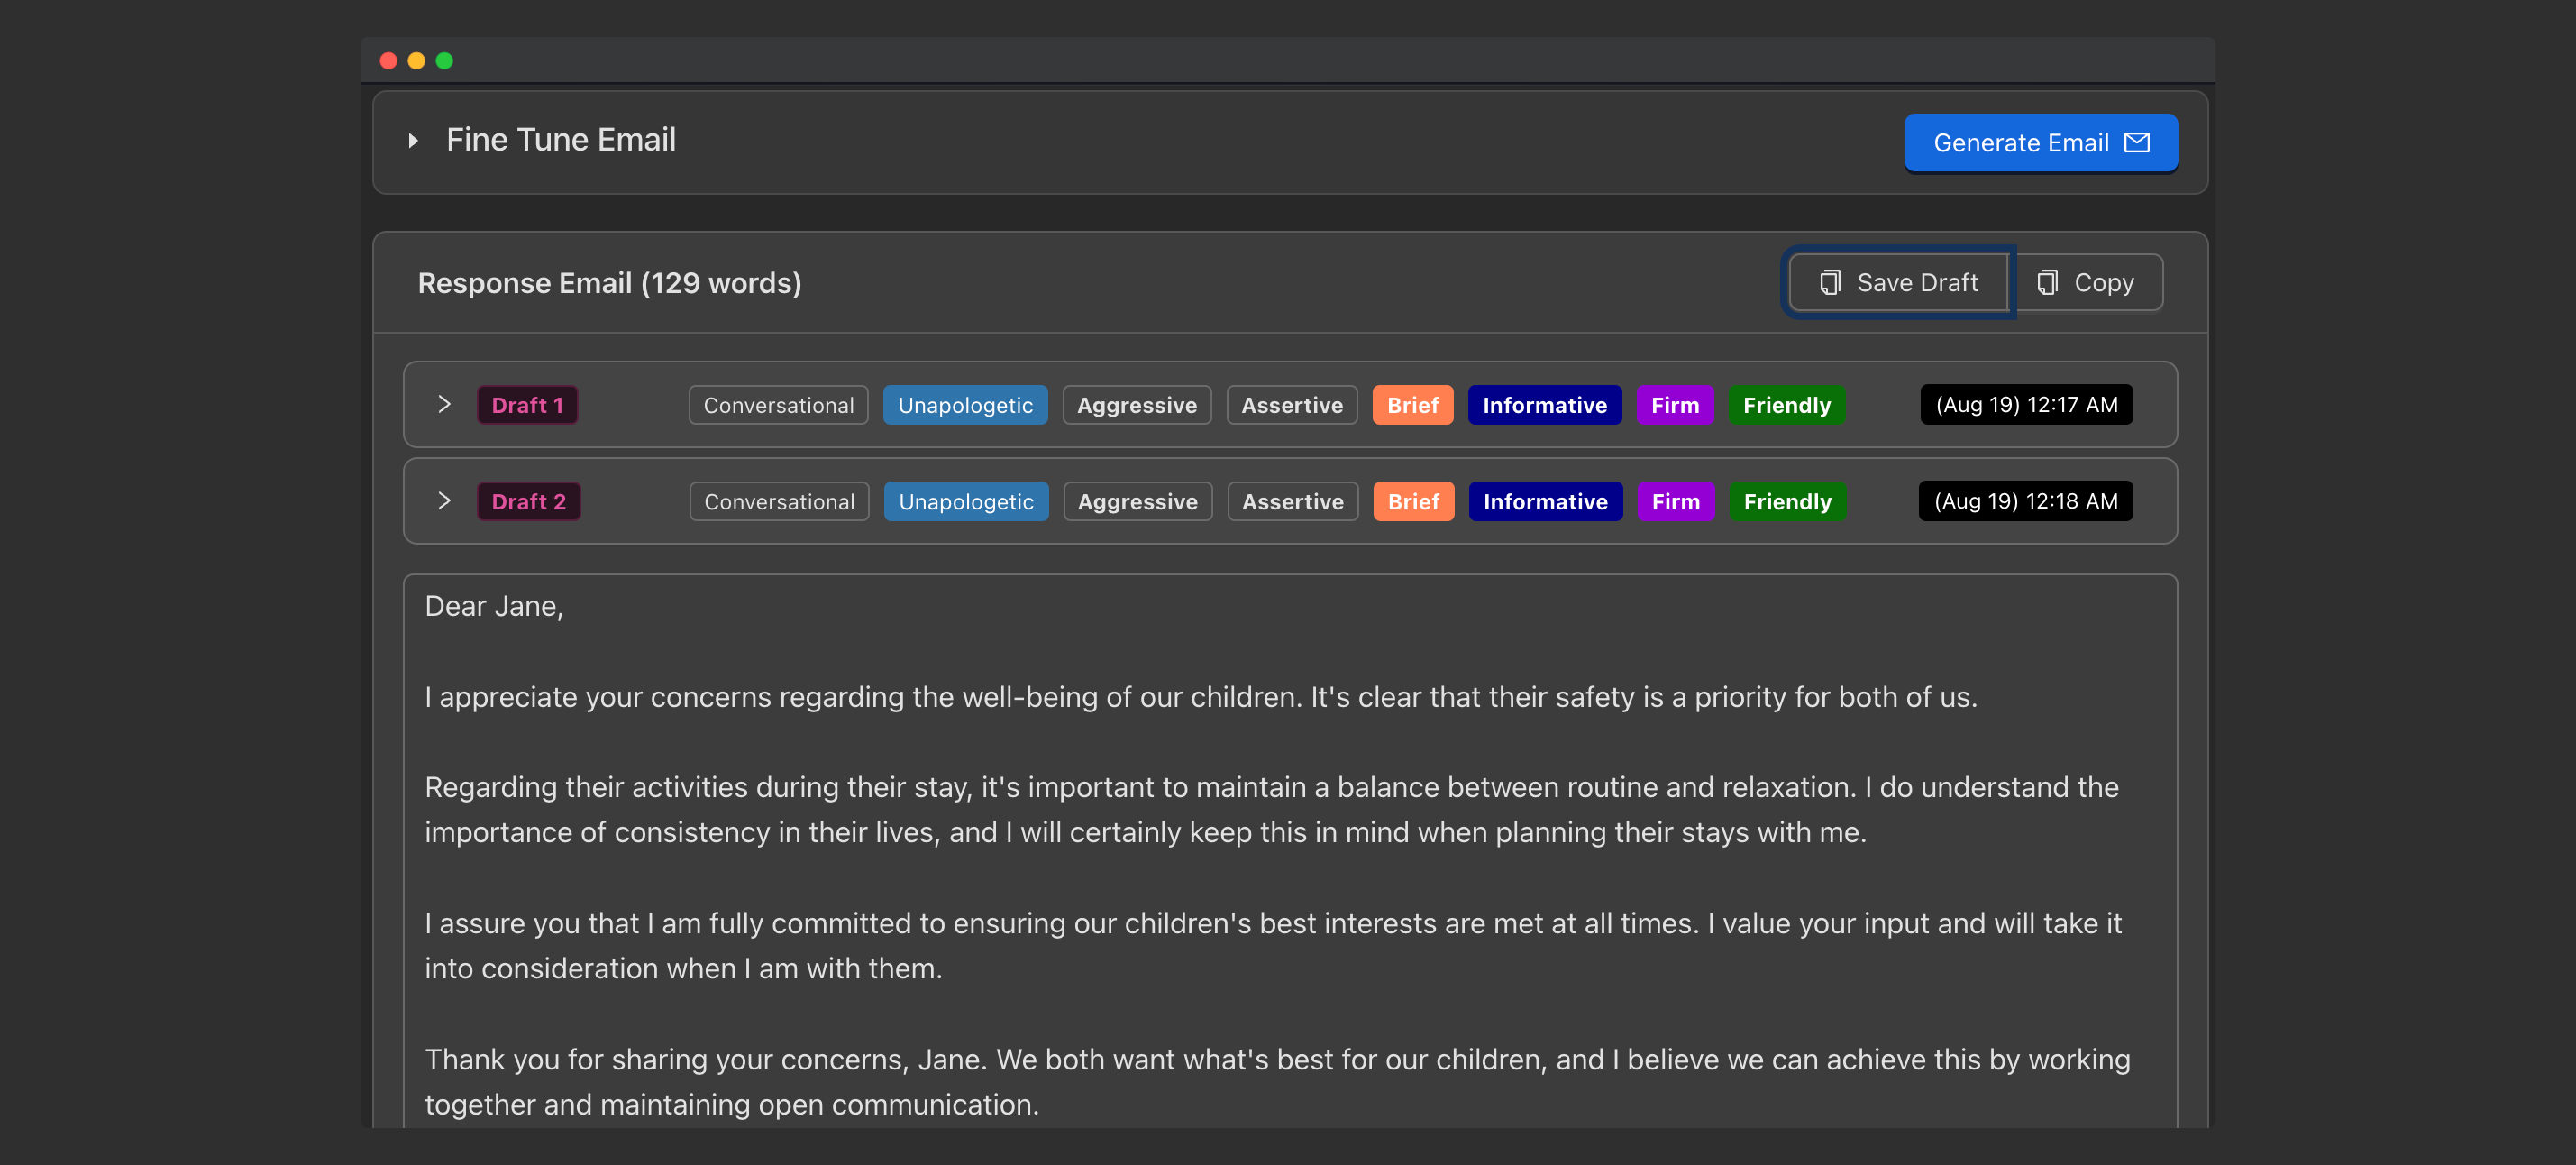 Fine Tune Email
Generate Email
Response Email (129 words)
Save Draft
Copy
Draft 1
Conversational
Unapologetic
Aggressive
Assertive
Brief
Informative
Firm
Friendly
(Aug 19) 12:17 AM
Draft 2
Conversational
Unapologetic
Aggressive
Assertive
Brief
Informative
Firm
Friendly
(Aug 19) 12:18 AM
Dear Jane,
I appreciate your concerns regarding the well-being of our children. It's clear that their safety is a priority for both of us.
Regarding their activities during their stay, it's important to maintain a balance between routine and relaxation. I do understand the
importance of consistency in their lives, and I will certainly keep this in mind when planning their stays with me.
I assure you that I am fully committed to ensuring our children's best interests are met at all times. I value your input and will take it
into consideration when I am with them.
Thank you for sharing your concerns, Jane. We both want what's best for our children, and I believe we can achieve this by working
together and maintaining open communication.